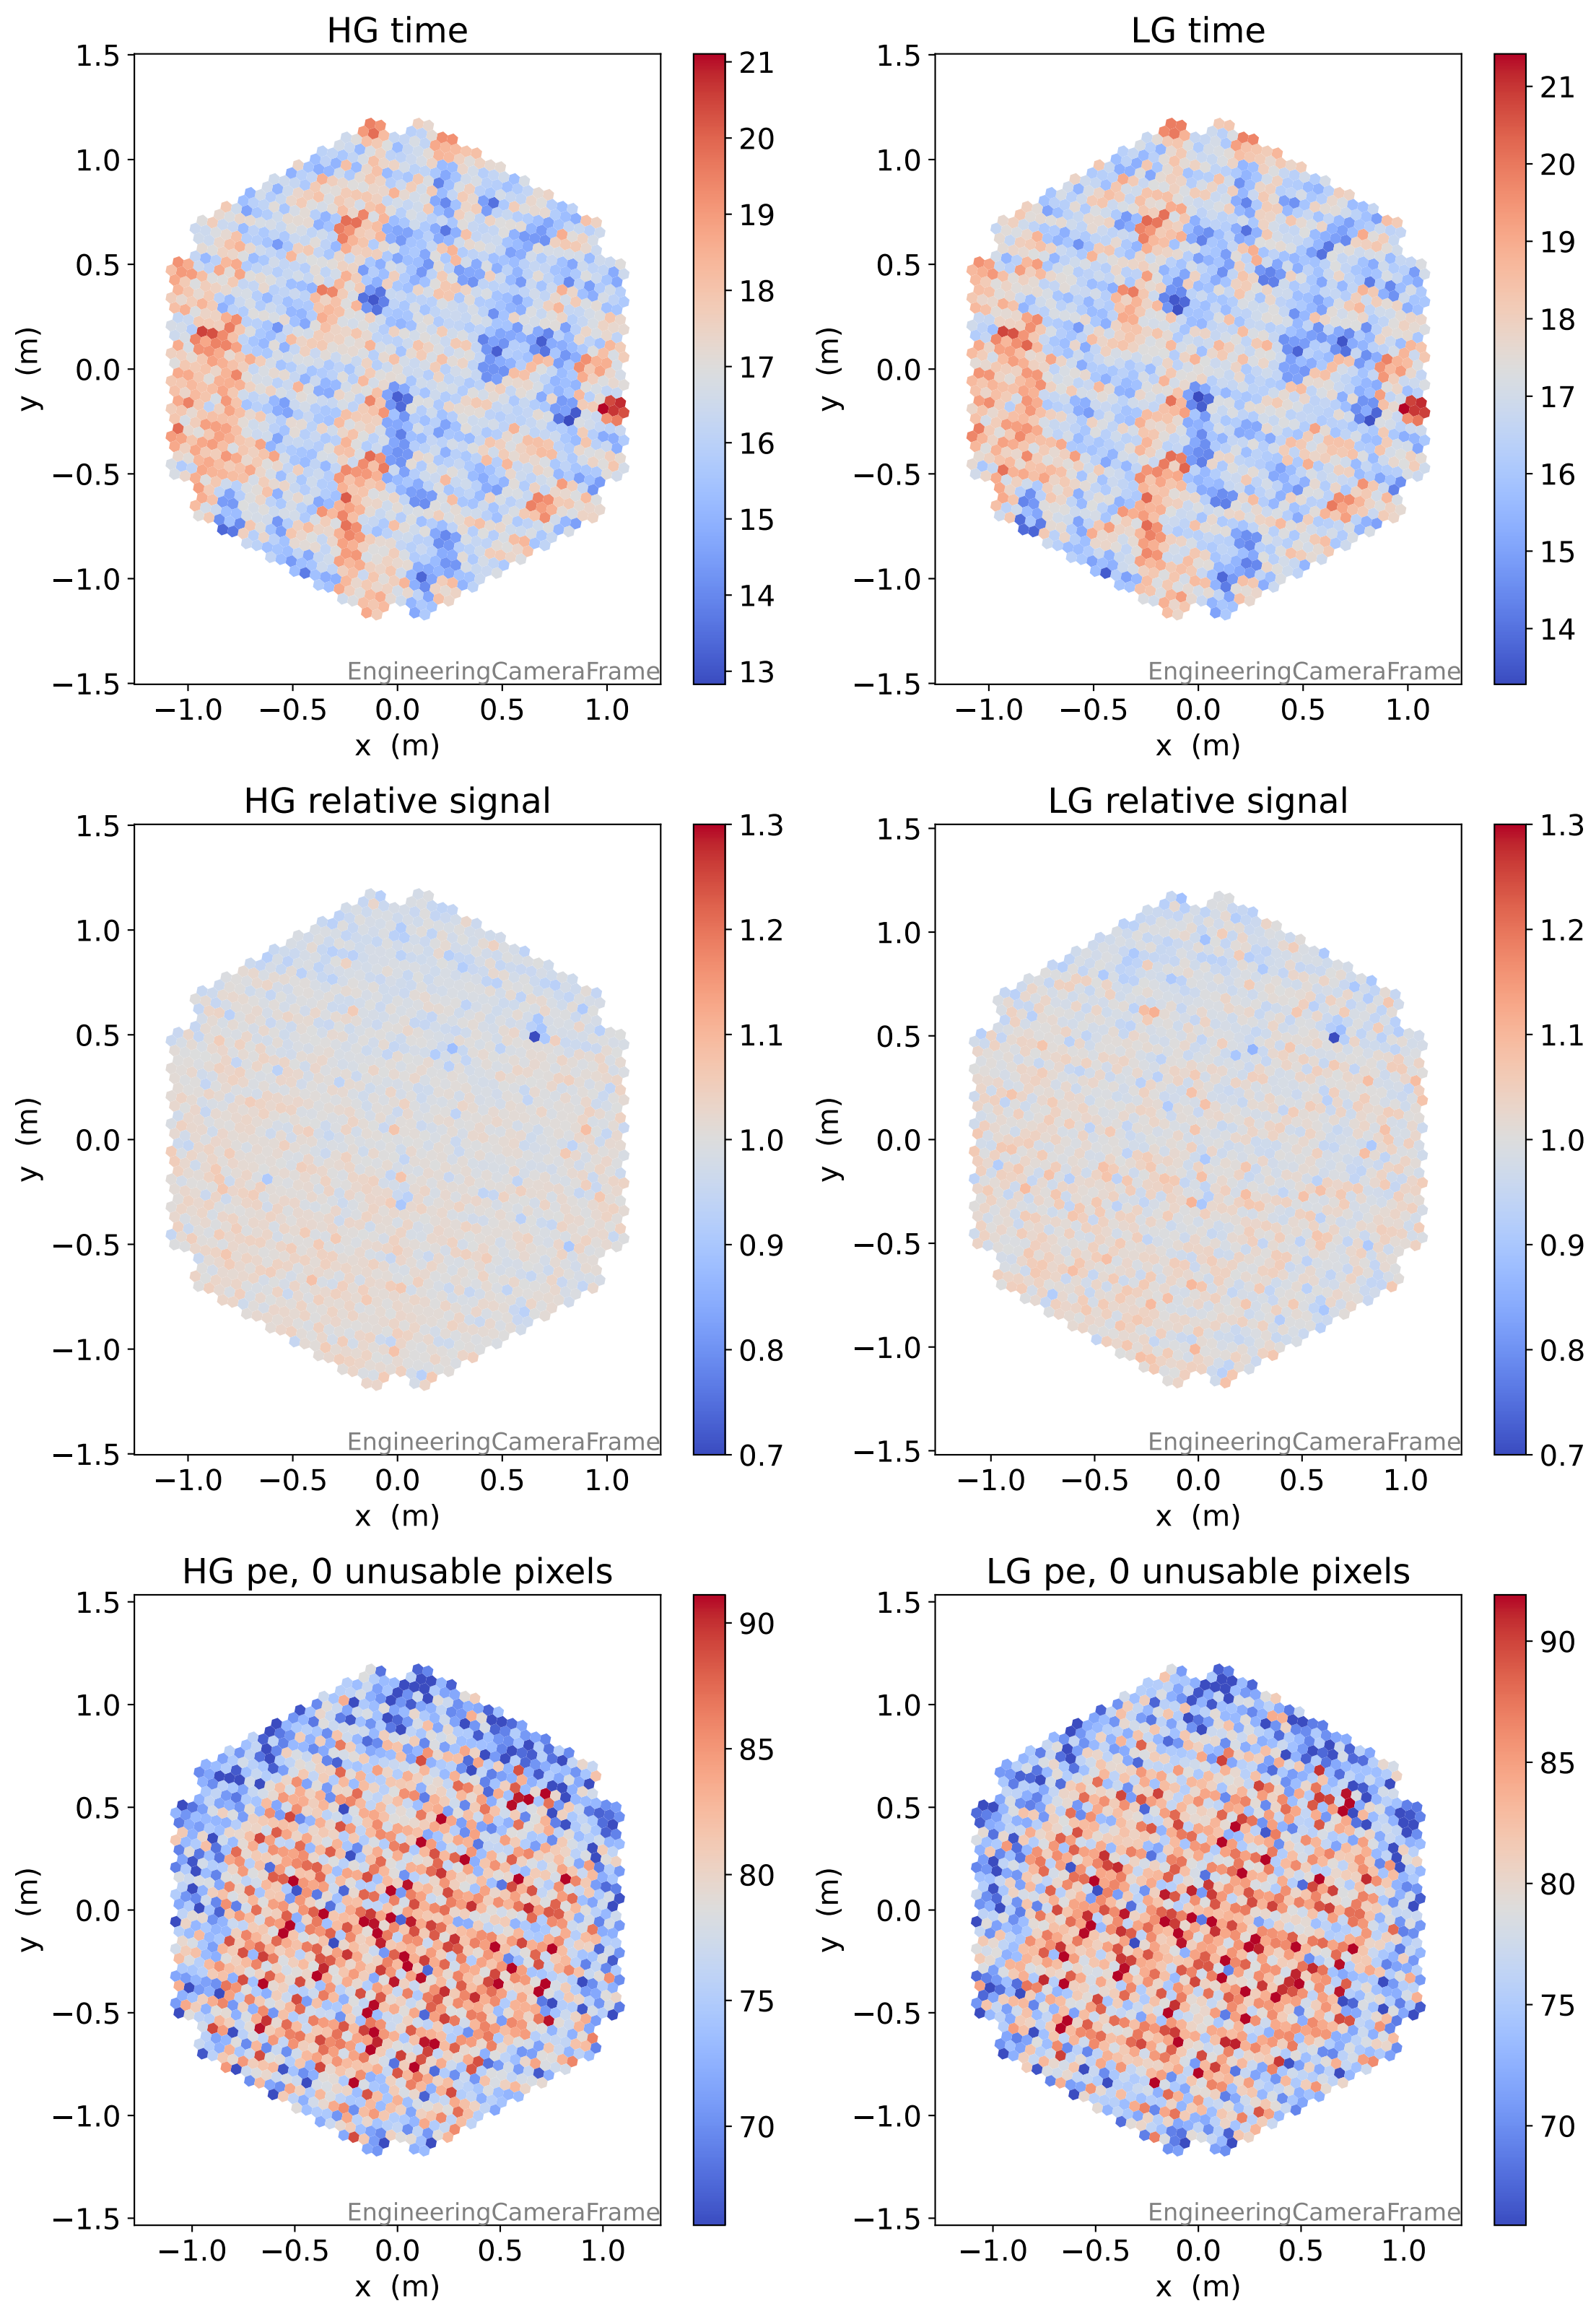 HG time
1.5
1.0
0.5
0.0
−0.5
−1.0
−1.5
y (m)
−1.0 −0.5 0.0 0.5 1.0
x (m)
EngineeringCameraFrame
21
20
19
18
17
16
15
14
13
LG time
1.5
1.0
0.5
0.0
−0.5
−1.0
−1.5
y (m)
−1.0 −0.5 0.0 0.5 1.0
x (m)
EngineeringCameraFrame
21
20
19
18
17
16
15
14
HG relative signal
1.5
1.0
0.5
0.0
−0.5
−1.0
−1.5
y (m)
−1.0 −0.5 0.0 0.5 1.0
x (m)
EngineeringCameraFrame
1.3
1.2
1.1
1.0
0.9
0.8
0.7
LG relative signal
1.5
1.0
0.5
0.0
−0.5
−1.0
−1.5
y (m)
−1.0 −0.5 0.0 0.5 1.0
x (m)
EngineeringCameraFrame
1.3
1.2
1.1
1.0
0.9
0.8
0.7
HG pe, 0 unusable pixels
1.5
1.0
0.5
0.0
−0.5
−1.0
−1.5
y (m)
−1.0 −0.5 0.0 0.5 1.0
x (m)
EngineeringCameraFrame
90
85
80
75
70
LG pe, 0 unusable pixels
1.5
1.0
0.5
0.0
−0.5
−1.0
−1.5
y (m)
−1.0 −0.5 0.0 0.5 1.0
x (m)
EngineeringCameraFrame
90
85
80
75
70